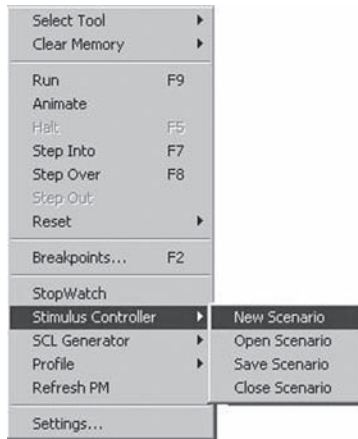 Select Tool
Clear Memory
Run F9
Animate
Halt F5
Step Into F7
Step Over F8
Step Out
Reset
Breakpoints... F2
StopWatch
Stimulus Controller
New Scenario
SCL Generator
Open Scenario
Profile
Save Scenario
Refresh PM
Close Scenario
Settings...